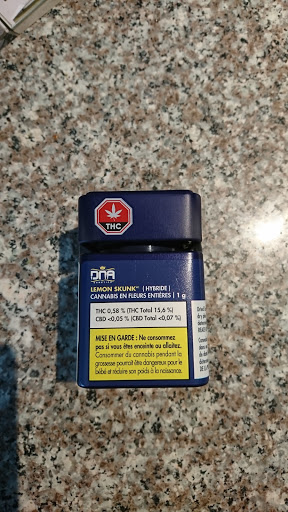 THC
DNA
GENETICS
LEMON SKUNK™ (HYBRIDE)
CANNABIS EN FLEURS ENTIÈRES | 1 g
THC 0,58 % (THC Total 15,6 %)
CBD <0,05 % (CBD Total <0,07 %)
MISE EN GARDE : Ne consommez
pas si vous êtes enceinte ou allaitez.
Consommer du cannabis pendant la
grossesse pourrait être dangereux pour le
bébé et réduire son poids à la naissance.